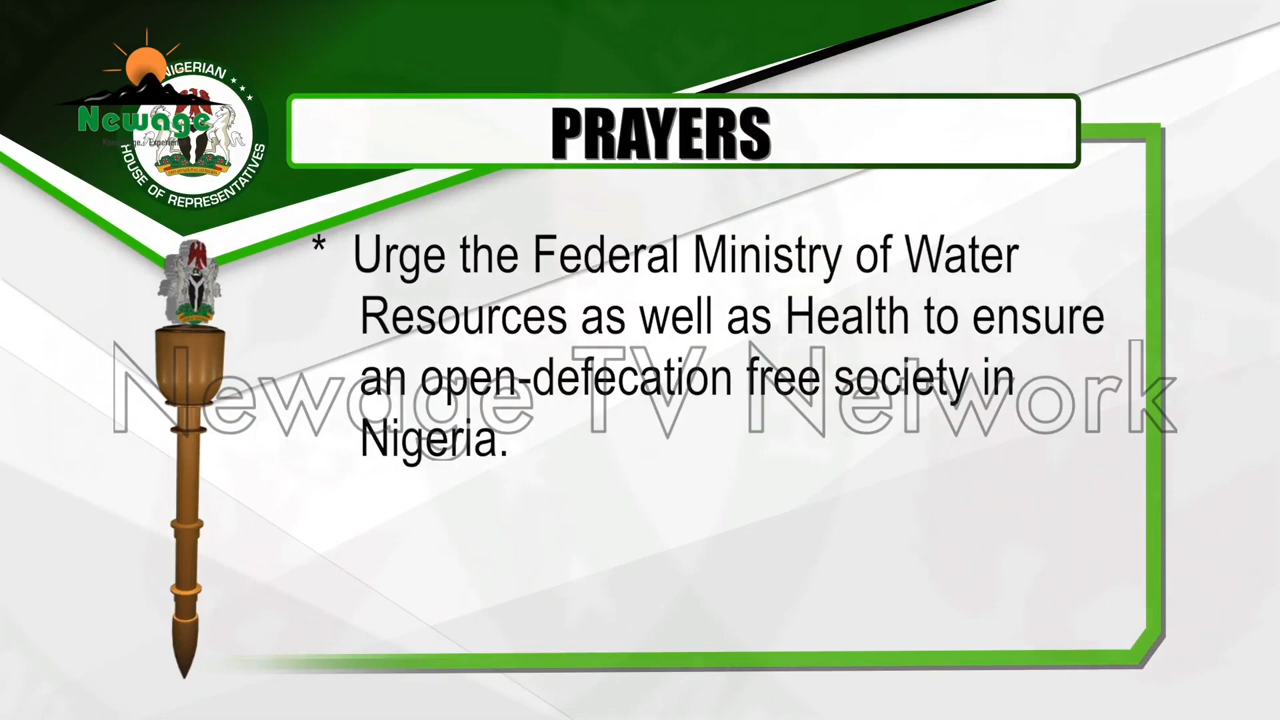 NIGERIAN
Newage
HOUSE OF REPRESENTATIVES
PRAYERS
* Urge the Federal Ministry of Water
Resources as well as Health to ensure
an open-defecation free society in
Nigeria.
Newage TV Network